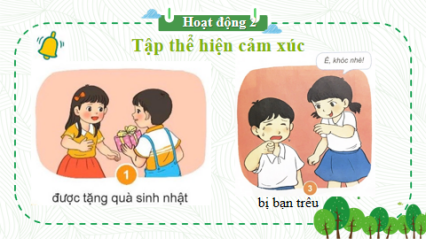 Hoạt động 2
Tập thể hiện cảm xúc
Ê, khóc nhé!
1
3
được tặng quà sinh nhật
bị bạn trêu